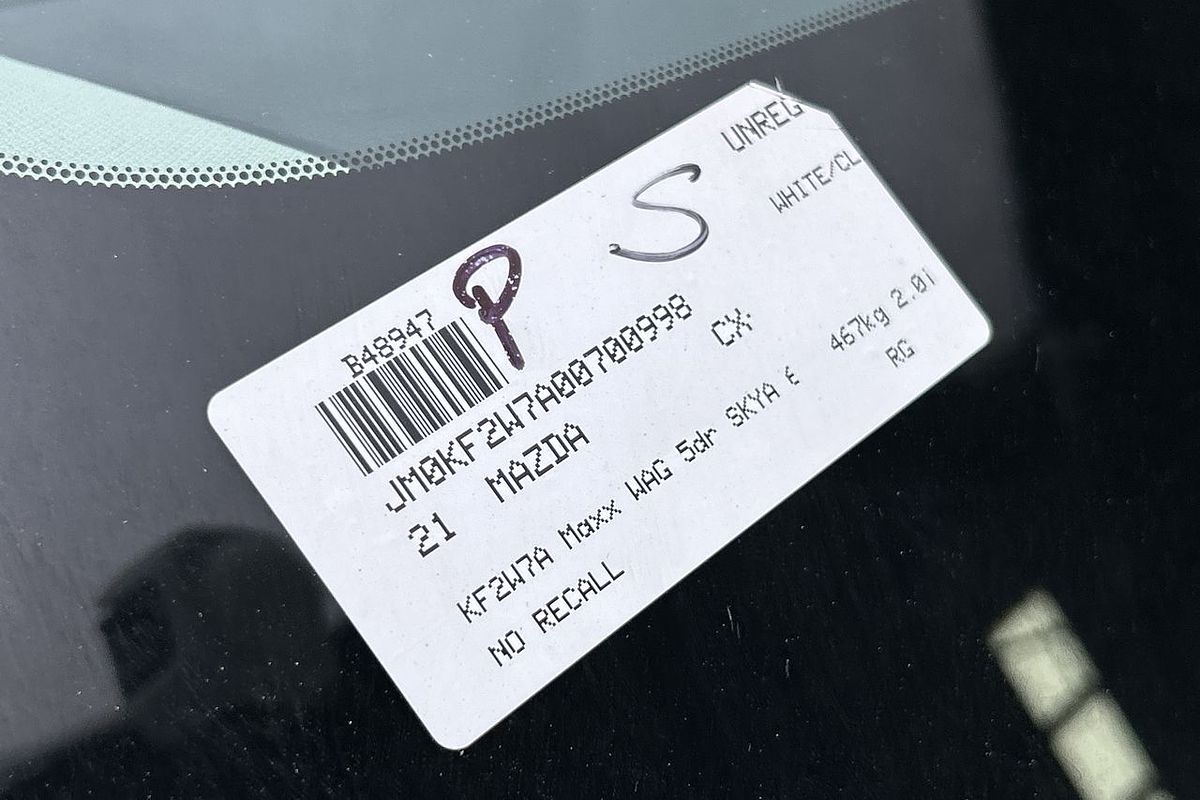 UNREG
P S
WHITE/CL
B48947
JM0KF2W7A00700998
21 MAZDA CX-
467kg 2.0i
KF2W7A Maxx WAG 5dr SKYA
RG
NO RECALL